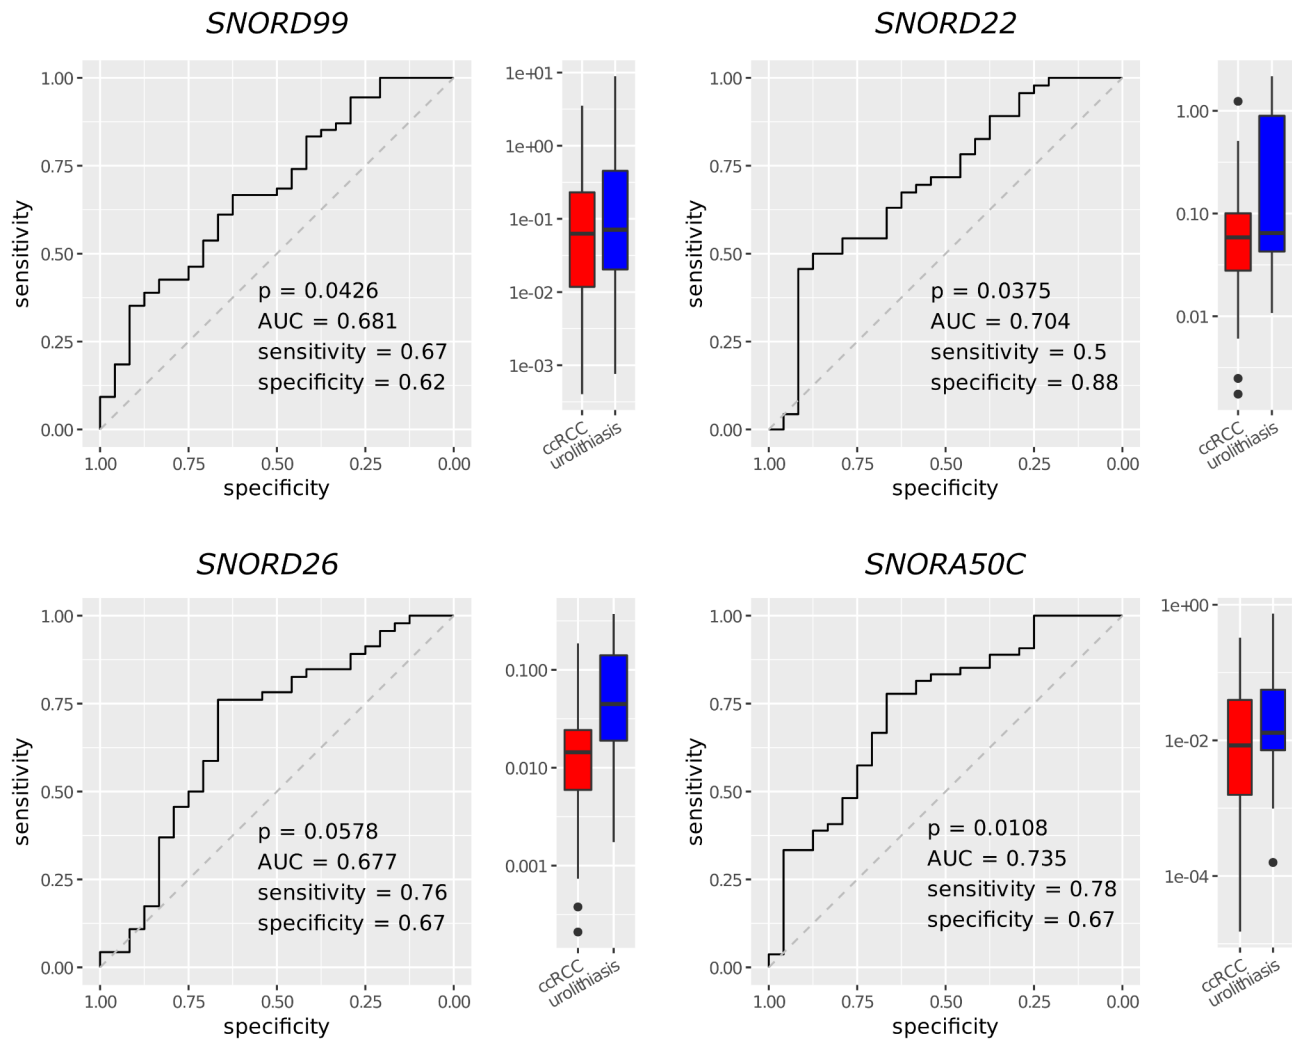 SNORD99
1.00
0.75
0.50
0.25
0.00
sensitivity
1.00 0.75 0.50 0.25 0.00
specificity
p = 0.0426
AUC = 0.681
sensitivity = 0.67
specificity = 0.62
1e+01
1e+00
1e-01
1e-02
1e-03
ccRCC
urolithiasis
SNORD22
1.00
0.75
0.50
0.25
0.00
sensitivity
1.00 0.75 0.50 0.25 0.00
specificity
p = 0.0375
AUC = 0.704
sensitivity = 0.5
specificity = 0.88
1.00
0.10
0.01
ccRCC
urolithiasis
SNORD26
1.00
0.75
0.50
0.25
0.00
sensitivity
1.00 0.75 0.50 0.25 0.00
specificity
p = 0.0578
AUC = 0.677
sensitivity = 0.76
specificity = 0.67
0.100
0.010
0.001
ccRCC
urolithiasis
SNORA50C
1.00
0.75
0.50
0.25
0.00
sensitivity
1.00 0.75 0.50 0.25 0.00
specificity
p = 0.0108
AUC = 0.735
sensitivity = 0.78
specificity = 0.67
1e+00
1e-02
1e-04
ccRCC
urolithiasis